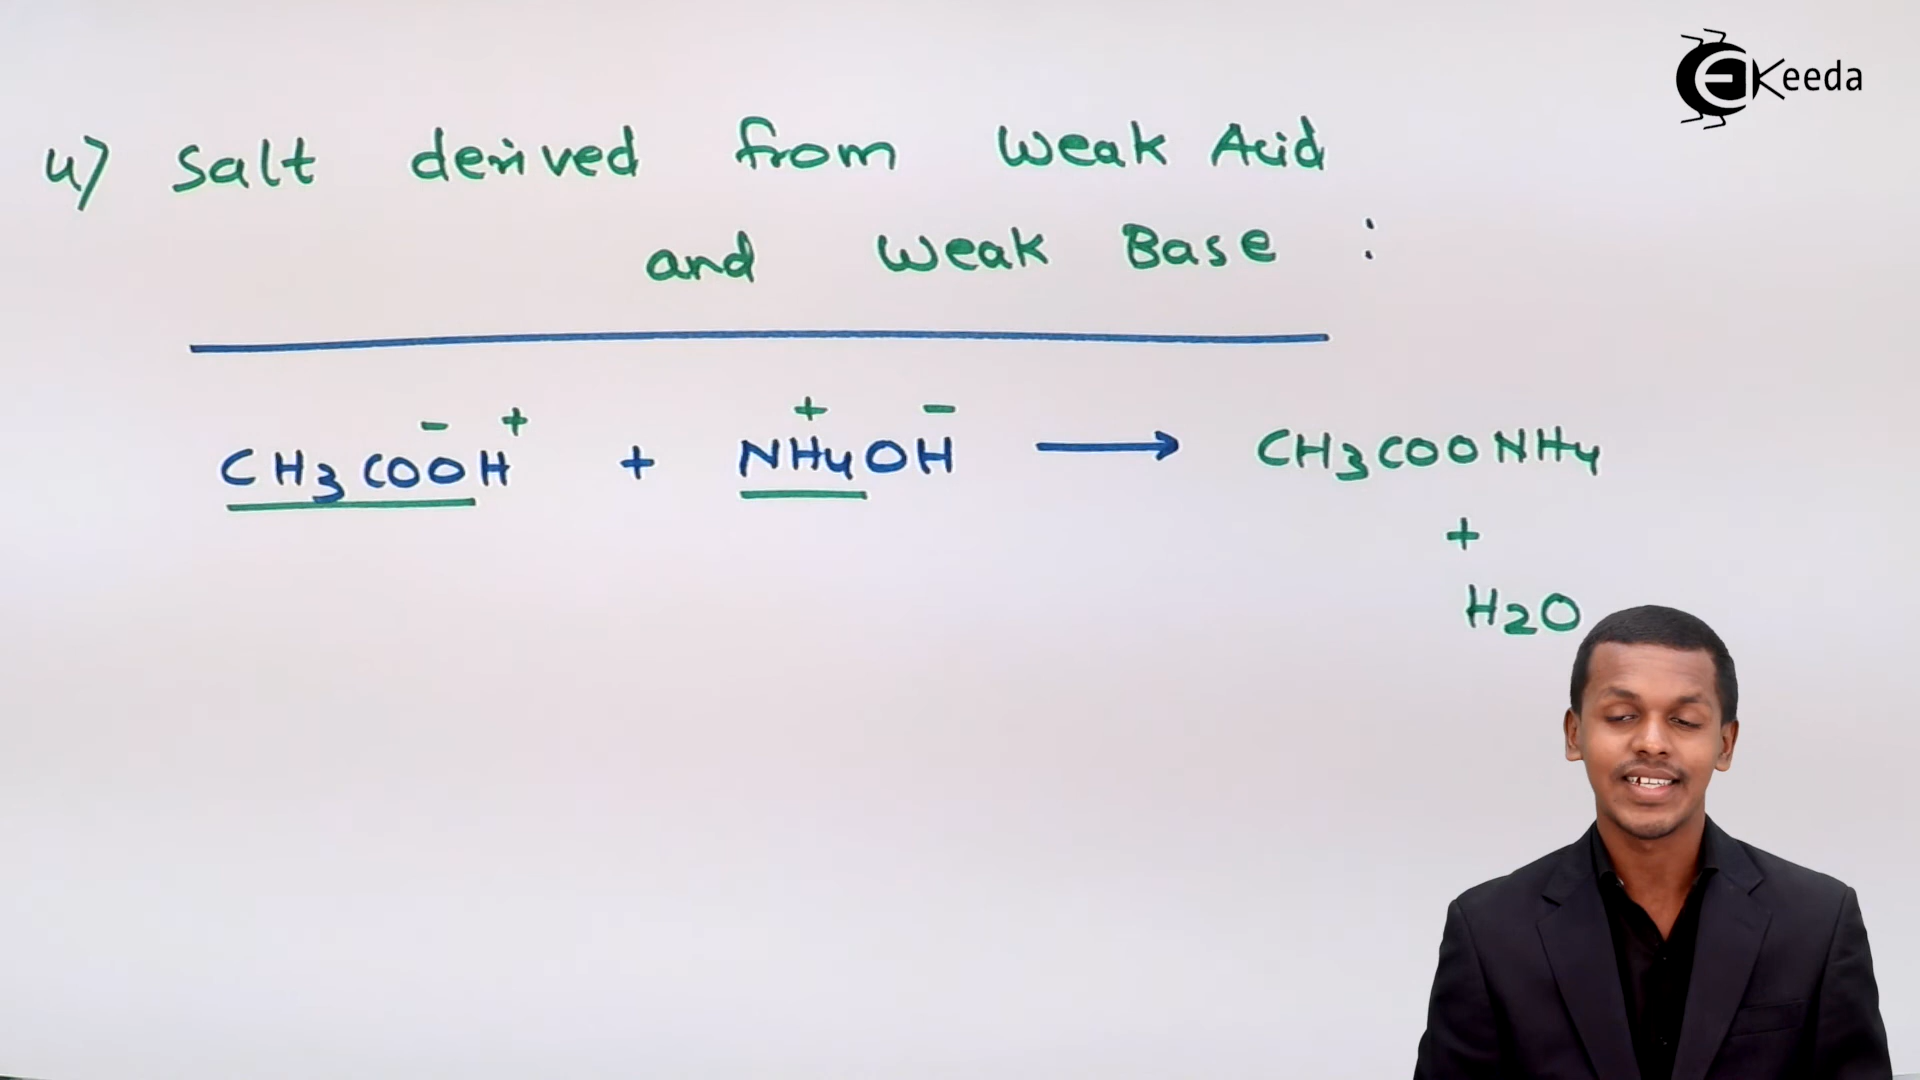 EKeeda
4) Salt derived from Weak Acid
and Weak Base :
CH3COO⁻H⁺ + NH4⁺OH⁻ → CH3COONH4
+
H2O